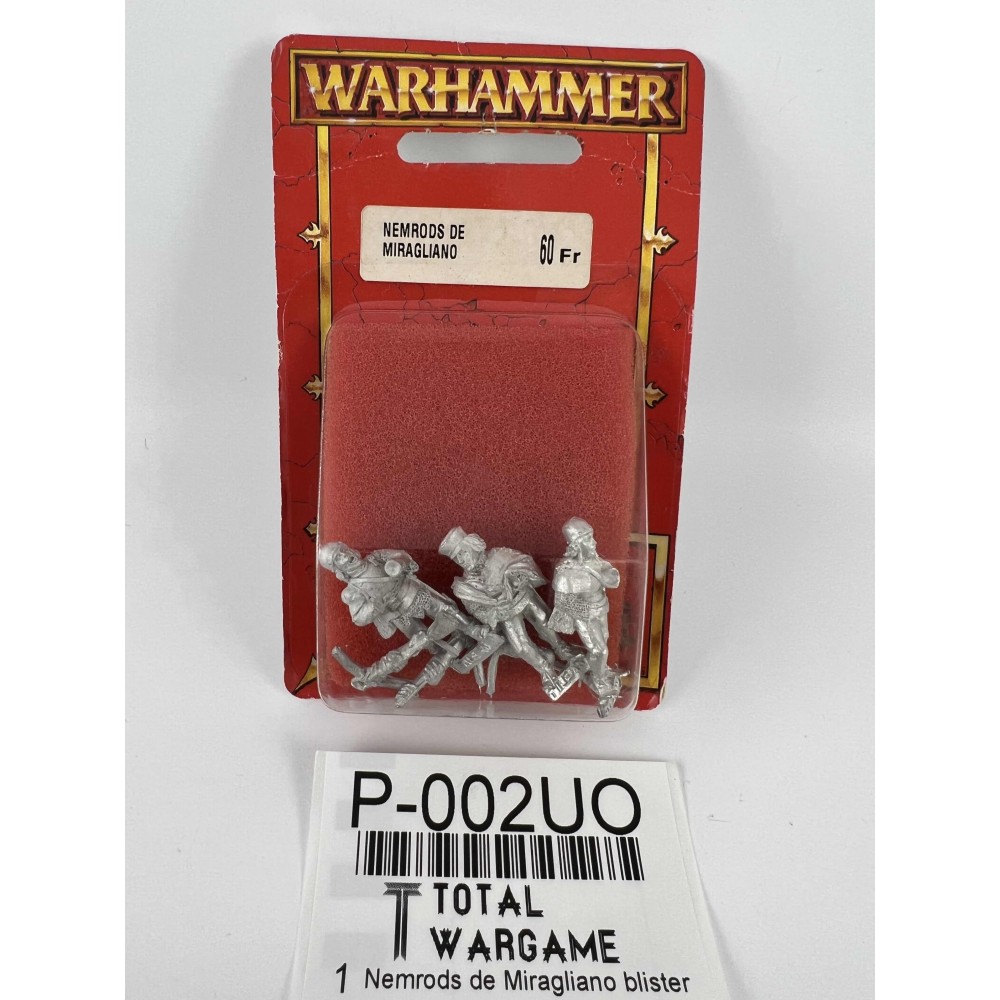 WARHAMMER
NEMRODS DE
MIRAGLIANO
60 Fr
P-002UO
TOTAL
WARGAME
1 Nemrods de Miragliano blister